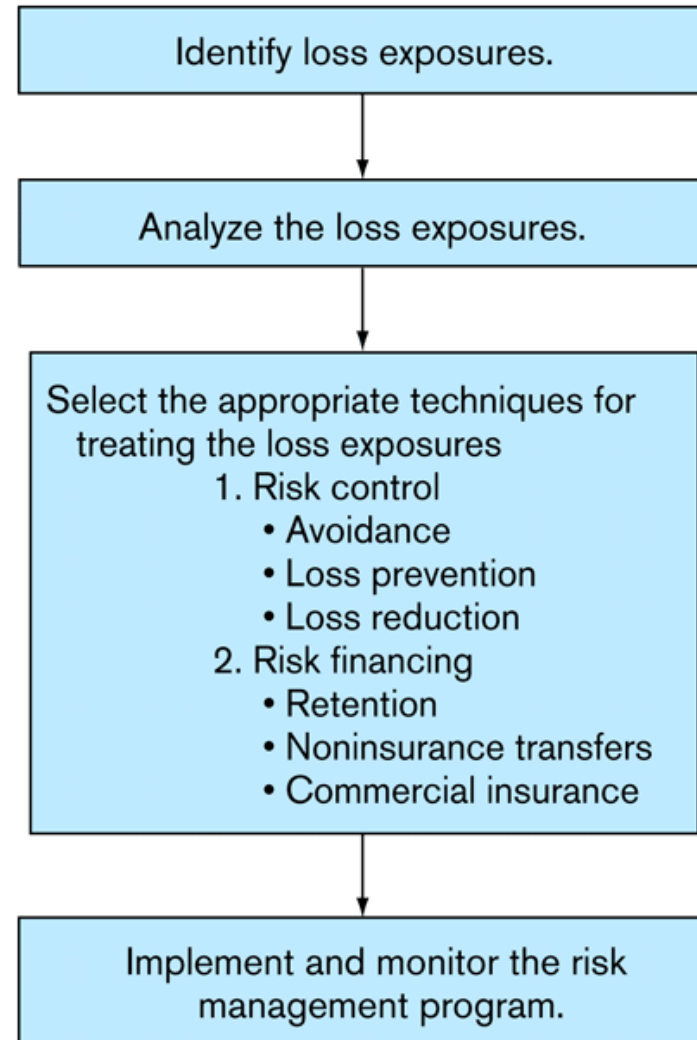 Identify loss exposures.
Analyze the loss exposures.
Select the appropriate techniques for
treating the loss exposures
1. Risk control
• Avoidance
• Loss prevention
• Loss reduction
2. Risk financing
• Retention
• Noninsurance transfers
• Commercial insurance
Implement and monitor the risk
management program.